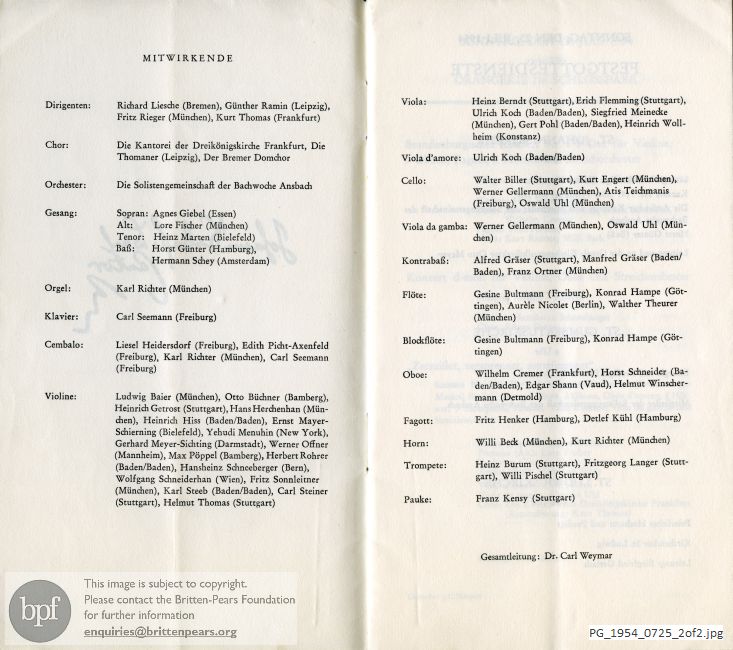 MITWIRKENDE
Dirigenten: Richard Liesche (Bremen), Günther Ramin (Leipzig),
Fritz Rieger (München), Kurt Thomas (Frankfurt)
Chor: Die Kantorei der Dreikönigskirche Frankfurt, Die
Thomaner (Leipzig), Der Bremer Domchor
Orchester: Die Solistengemeinschaft der Bachwoche Ansbach
Gesang: Sopran: Agnes Giebel (Essen)
Alt: Lore Fischer (München)
Tenor: Heinz Marten (Bielefeld)
Baß: Horst Günter (Hamburg),
Hermann Schey (Amsterdam)
Orgel: Karl Richter (München)
Klavier: Carl Seemann (Freiburg)
Cembalo: Liesel Heidersdorf (Freiburg), Edith Picht-Axenfeld
(Freiburg), Karl Richter (München), Carl Seemann
(Freiburg)
Violine: Ludwig Baier (München), Otto Büchner (Bamberg),
Heinrich Getrost (Stuttgart), Hans Herchenhan (Mün-
chen), Heinrich Hiss (Baden/Baden), Ernst Mayer-
Schierning (Bielefeld), Yehudi Menuhin (New York),
Gerhard Meyer-Sichting (Darmstadt), Werner Offner
(Mannheim), Max Pöppel (Bamberg), Herbert Rohrer
(Baden/Baden), Hansheinz Schneeberger (Bern),
Wolfgang Schneiderhan (Wien), Fritz Sonnleitner
(München), Karl Steeb (Baden/Baden), Carl Steiner
(Stuttgart), Helmut Thomas (Stuttgart)
Viola: Heinz Berndt (Stuttgart), Erich Flemming (Stuttgart),
Ulrich Koch (Baden/Baden), Siegfried Meinecke
(München), Gert Pohl (Baden/Baden), Heinrich Woll-
heim (Konstanz)
Viola d'amore: Ulrich Koch (Baden/Baden)
Cello: Walter Biller (Stuttgart), Kurt Engert (München),
Werner Gellermann (München), Atis Teichmanis
(Freiburg), Oswald Uhl (München)
Viola da gamba: Werner Gellermann (München), Oswald Uhl (Mün-
chen)
Kontrabaß: Alfred Gräser (Stuttgart), Manfred Gräser (Baden/
Baden), Franz Ortner (München)
Flöte: Gesine Bultmann (Freiburg), Konrad Hampe (Göt-
tingen), Aurèle Nicolet (Berlin), Walther Theurer
(München)
Blockflöte: Gesine Bultmann (Freiburg), Konrad Hampe (Göt-
tingen)
Oboe: Wilhelm Cremer (Frankfurt), Horst Schneider (Ba-
den/Baden), Edgar Shann (Vaud), Helmut Winscher-
mann (Detmold)
Fagott: Fritz Henker (Hamburg), Detlef Kühl (Hamburg)
Horn: Willi Beck (München), Kurt Richter (München)
Trompete: Heinz Burum (Stuttgart), Fritzgeorg Langer (Stutt-
gart), Willi Pischel (Stuttgart)
Pauke: Franz Kensy (Stuttgart)
Gesamtleitung: Dr. Carl Weymar
bpf
This image is subject to copyright.
Please contact the Britten-Pears Foundation
for further information
enquiries@brittenpears.org
PG_1954_0725_2of2.jpg